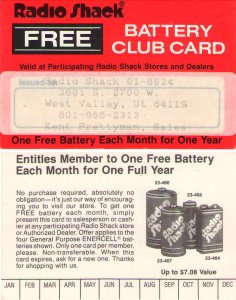 Radio Shack®
FREE BATTERY
CLUB CARD
Valid at Participating Radio Shack Stores and Dealers
Issued by:
Radio Shack 01-8624
3601 S. 2700 W.
West Valley, Ut 84119
801-968-2313
Kent Prettyman, Sales
One Free Battery Each Month for One Year
Entitles Member to One Free Battery
Each Month for One Full Year
No purchase required, absolutely no
obligation—it's just our way of encourag-
ing you to visit our store. To get one
FREE battery each month, simply
present this card to salesperson or cash-
ier at any participating Radio Shack store
or Authorized Dealer. Offer applies to the
four General Purpose ENERCELL® bat-
teries shown. Only one card per member,
please. Non-transferable. When this
card expires, ask for a new one. Thank
you for shopping with us.
23-466
23-468
23-467
23-464
Radio Shack
Up to $7.08 Value
JAN FEB MAR APR MAY JUN JUL AUG SEP OCT NOV DEC